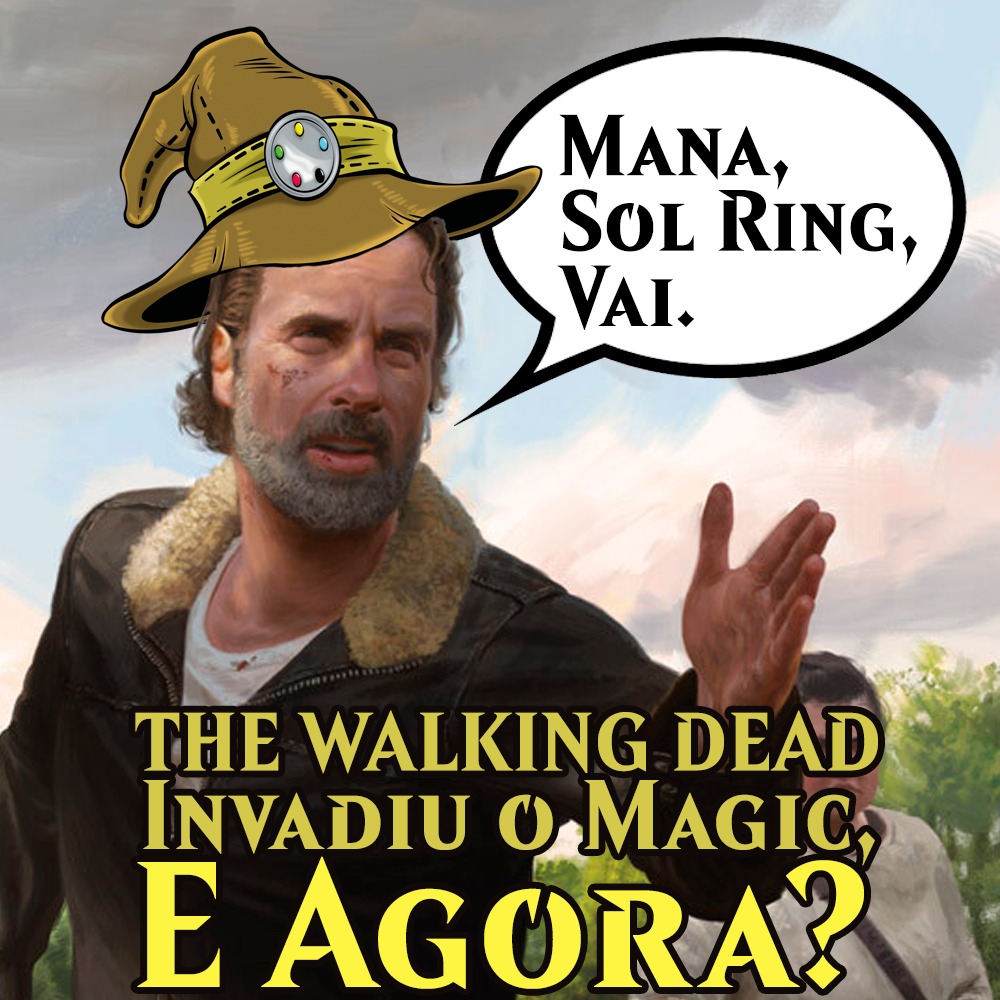 Mana,
Sol Ring,
Vai.
THE WALKING DEAD
Invadiu o Magic,
E Agora?